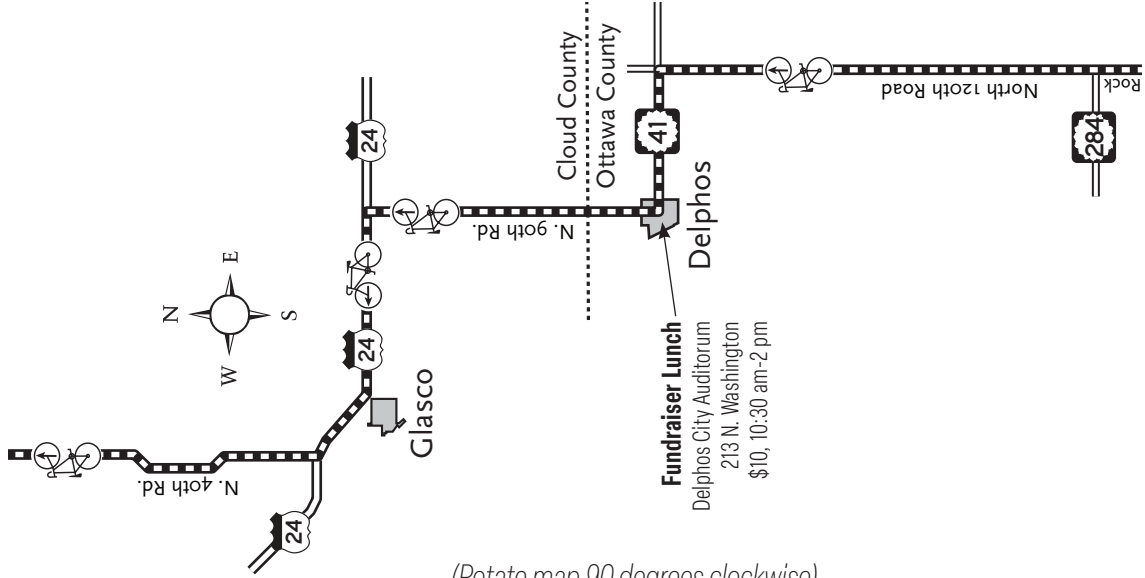 Cloud County
Ottawa County
24
N
E
S
W
24
N. 90th Rd.
41
North 120th Road
Rock
284
Delphos
Fundraiser Lunch
Delphos City Auditorum
213 N. Washington
$10, 10:30 am-2 pm
Glasco
N. 40th Rd.
24
(Rotate map 90 degrees clockwise)